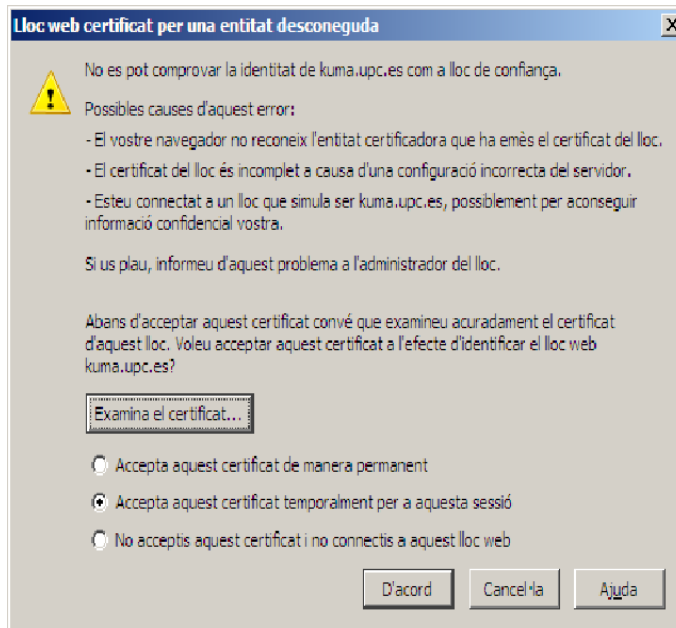 Lloc web certificat per una entitat desconeguda
No es pot comprovar la identitat de kuma.upc.es com a lloc de confiança.
Possibles causes d'aquest error:
- El vostre navegador no reconeix l'entitat certificadora que ha emès el certificat del lloc.
- El certificat del lloc és incomplet a causa d'una configuració incorrecta del servidor.
- Esteu connectat a un lloc que simula ser kuma.upc.es, possiblement per aconseguir
informació confidencial vostra.
Si us plau, informeu d'aquest problema a l'administrador del lloc.
Abans d'acceptar aquest certificat convé que examineu acuradament el certificat
d'aquest lloc. Voleu acceptar aquest certificat a l'efecte d'identificar el lloc web
kuma.upc.es?
Examina el certificat...
Accepta aquest certificat de manera permanent
Accepta aquest certificat temporalment per a aquesta sessió
No acceptis aquest certificat i no connectis a aquest lloc web
D'acord Cancel·la Ajuda